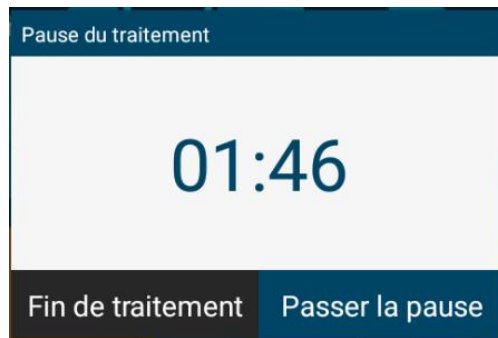 Pause du traitement
01:46
Fin de traitement
Passer la pause